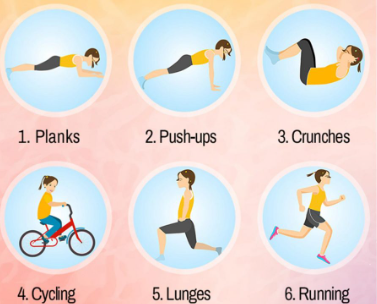 1. Planks
2. Push-ups
3. Crunches
4. Cycling
5. Lunges
6. Running